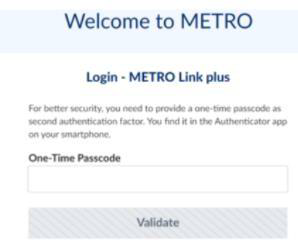 Welcome to METRO
Login - METRO Link plus
For better security, you need to provide a one-time passcode as
second authentication factor. You find it in the Authenticator app
on your smartphone.
One-Time Passcode
Validate